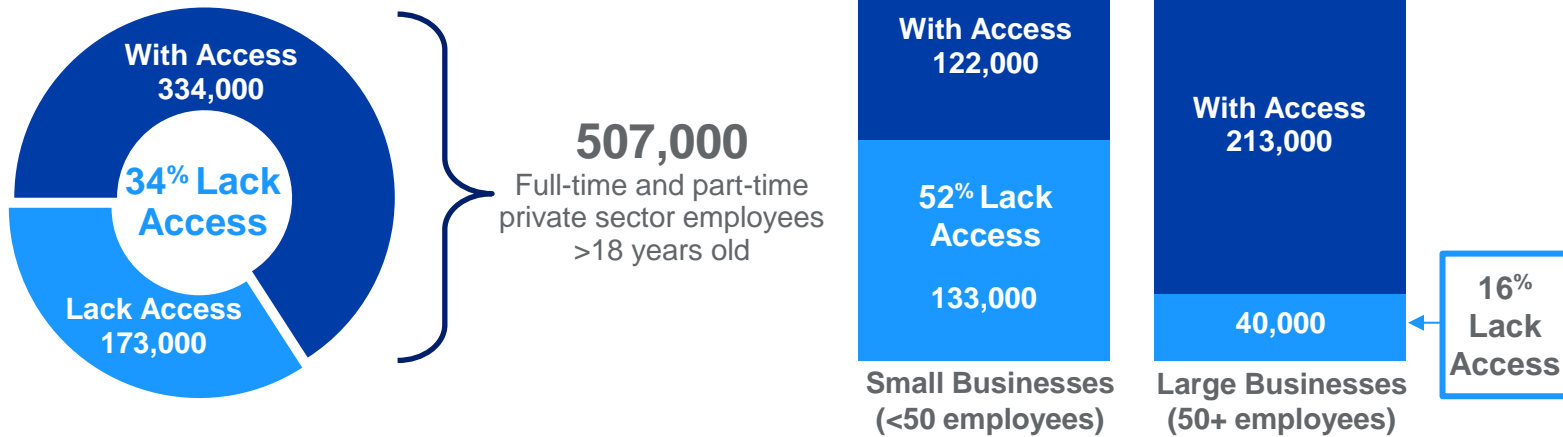 With Access
334,000
34% Lack
Access
Lack Access
173,000
507,000
Full-time and part-time
private sector employees
>18 years old
With Access
122,000
52% Lack
Access
133,000
Small Businesses
(<50 employees)
With Access
213,000
40,000
Large Businesses
(50+ employees)
16%
Lack
Access